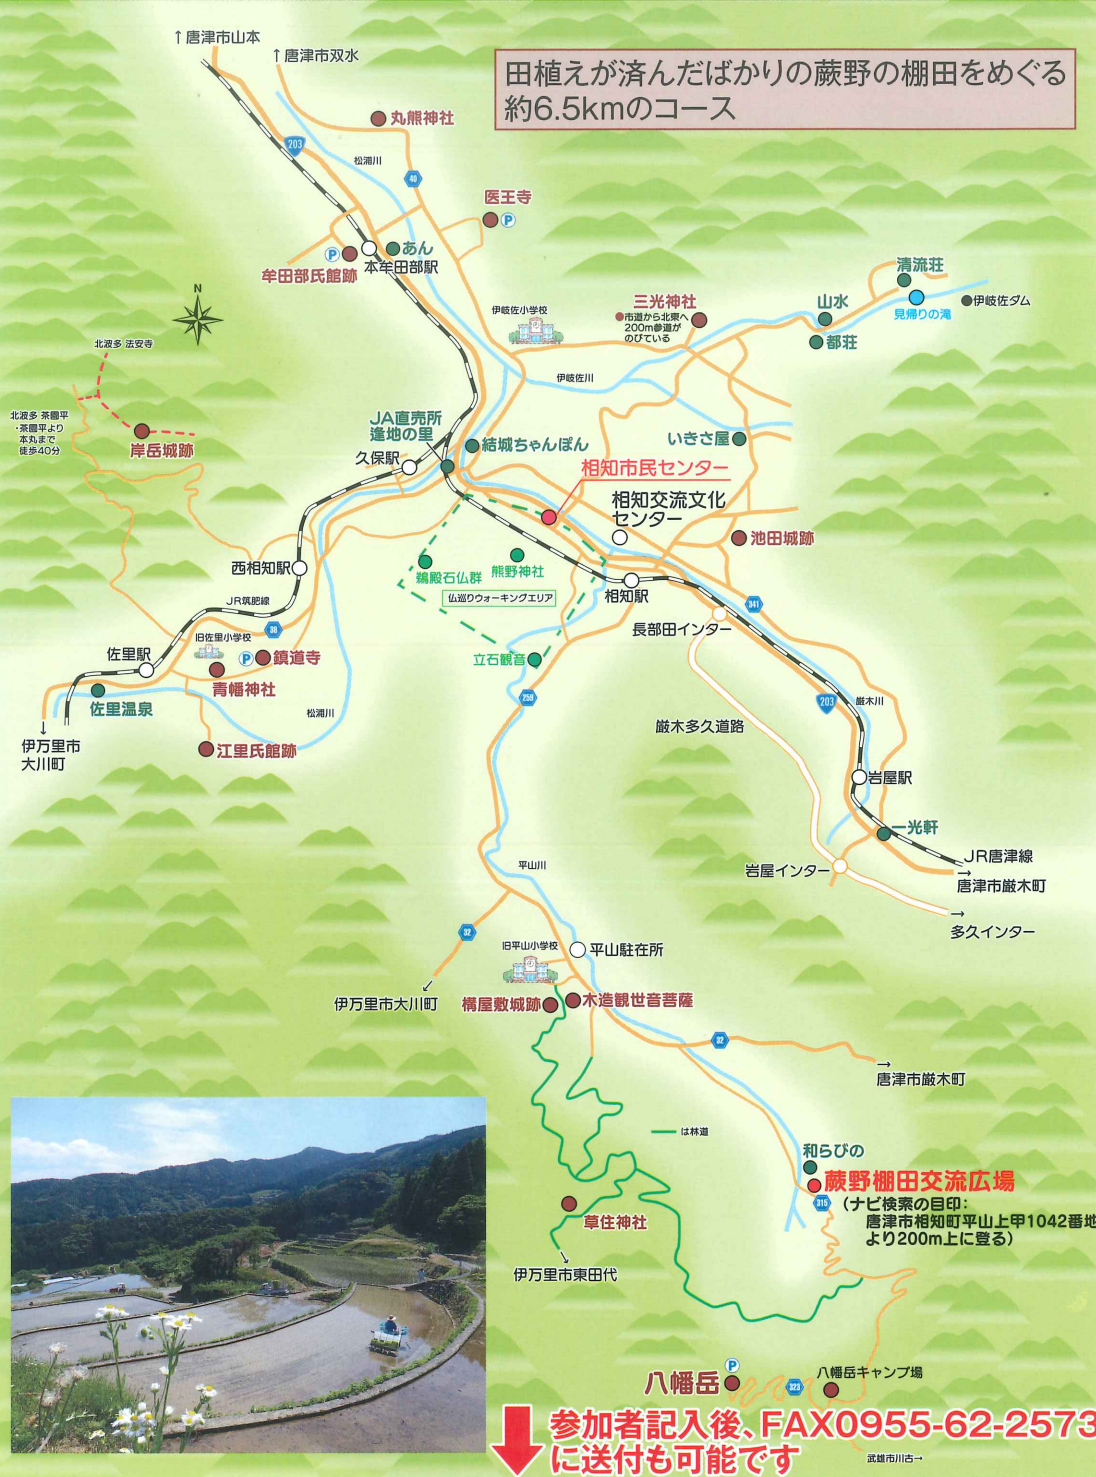 ↑唐津市山本
↑唐津市双水
田植えが済んだばかりの蕨野の棚田をめぐる
約6.5kmのコース
丸熊神社
203
松浦川
40
医王寺
P
あん
P
本牟田部駅
牟田部氏館跡
清流荘
伊岐佐ダム
見帰りの滝
山水
都荘
三光神社
●市道から北東へ
200m参道が
のびている
伊岐佐小学校
N
北波多 法安寺
伊岐佐川
北波多 茶園平
・茶園平より
本丸まで
徒歩40分
岸岳城跡
JA直売所
逢地の里
久保駅
結城ちゃんぽん
いきさ屋
相知市民センター
相知交流文化
センター
池田城跡
鵜殿石仏群
熊野神社
仏巡りウォーキングエリア
西相知駅
相知駅
JR筑肥線
341
長部田インター
38
旧佐里小学校
佐里駅
P
鎮道寺
立石観音
青幡神社
259
203
厳木川
佐里温泉
松浦川
厳木多久道路
↓
伊万里市
大川町
江里氏館跡
岩屋駅
一光軒
JR唐津線
→
唐津市厳木町
平山川
岩屋インター
→
多久インター
32
旧平山小学校
平山駐在所
↙
伊万里市大川町
構屋敷城跡
木造観世音菩薩
32
→
唐津市厳木町
は林道
和らびの
蕨野棚田交流広場
315
（ナビ検索の目印：
唐津市相知町平山上甲1042番地
より200m上に登る）
草住神社
↘
伊万里市東田代
P
八幡岳
323
八幡岳キャンプ場
参加者記入後、FAX0955-62-2573
に送付も可能です
武雄市川古→